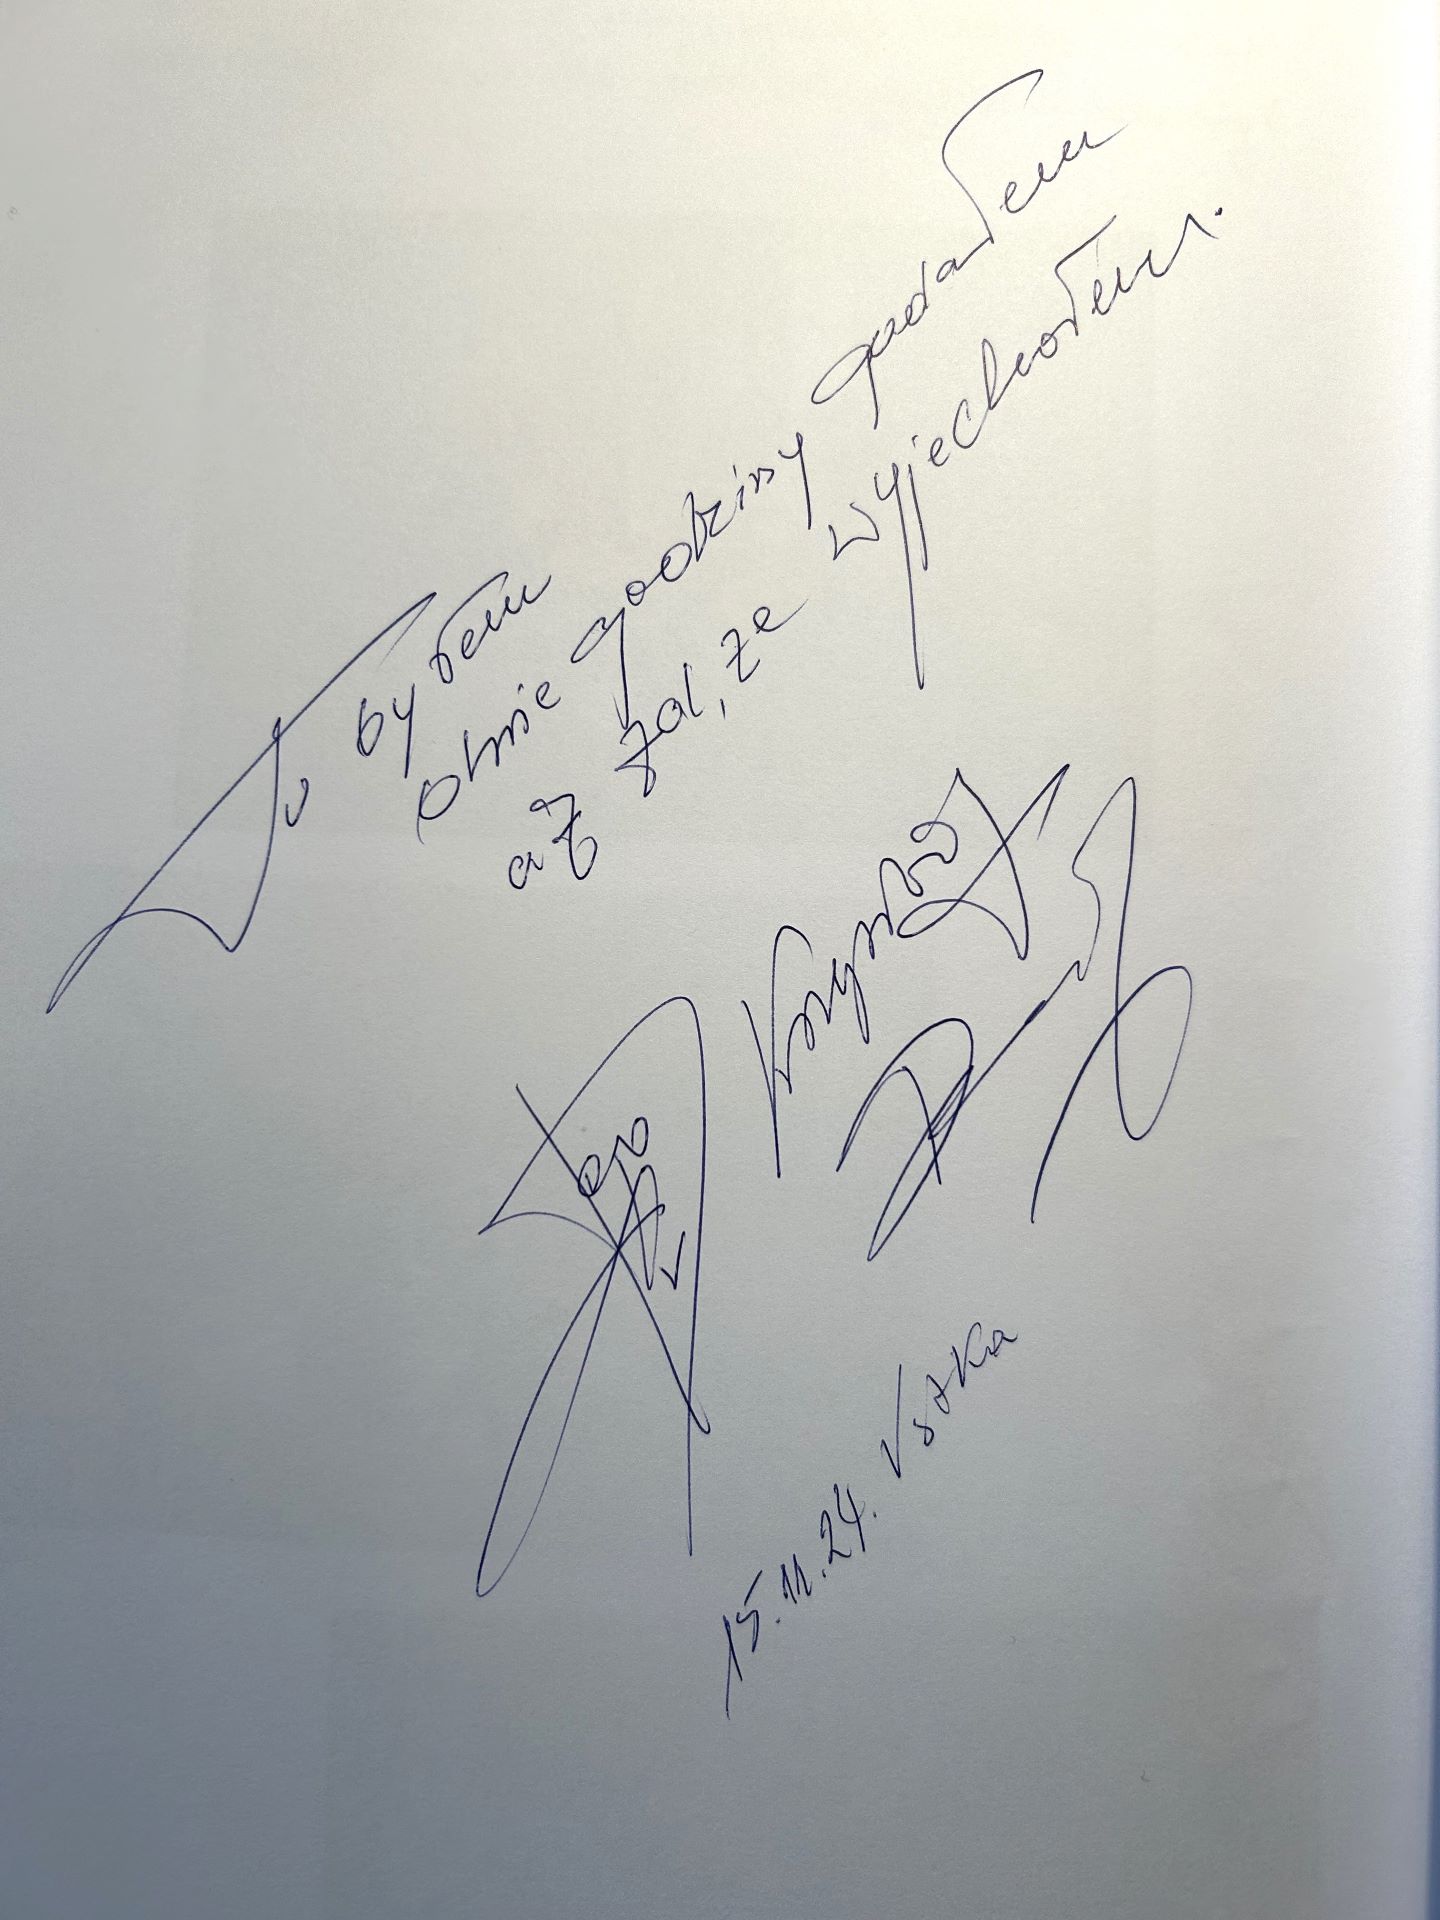 Tu byłem
dwie godziny gadałem
aż żal, że wyjechałem.
Krzysztof
15.11.24. Ustka